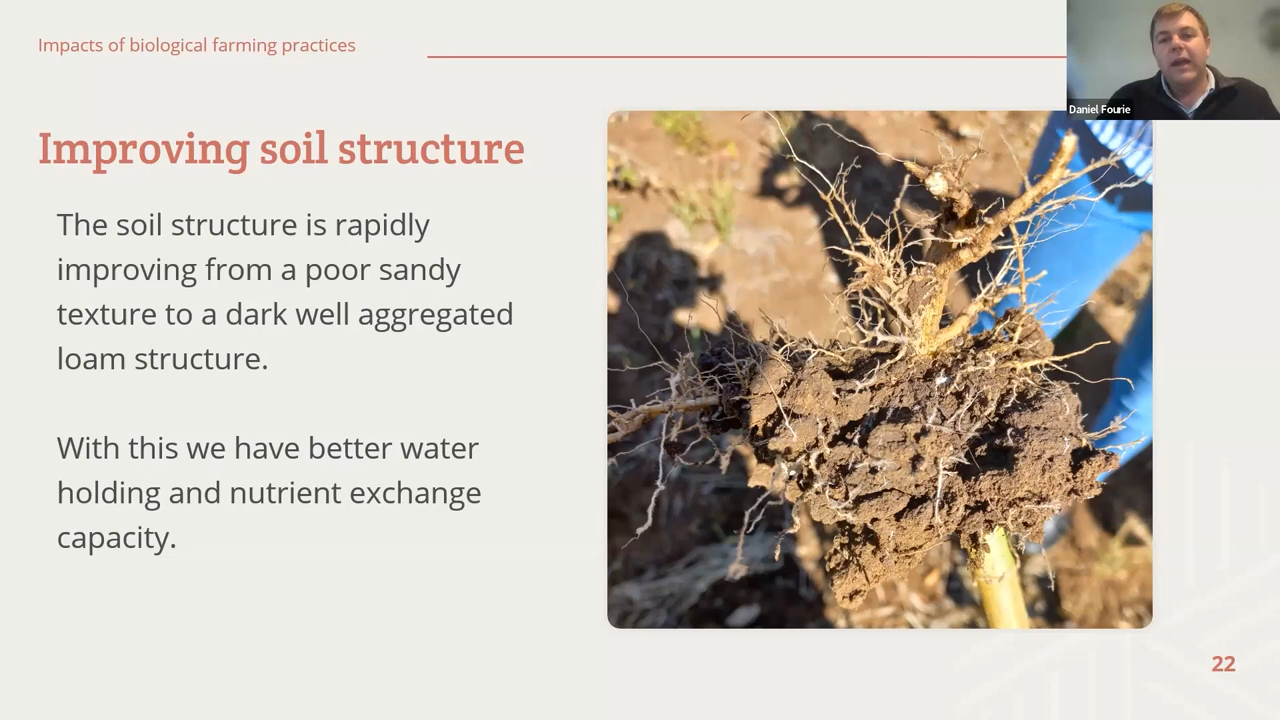 Impacts of biological farming practices
Daniel Fourie
Improving soil structure
The soil structure is rapidly
improving from a poor sandy
texture to a dark well aggregated
loam structure.
With this we have better water
holding and nutrient exchange
capacity.
22